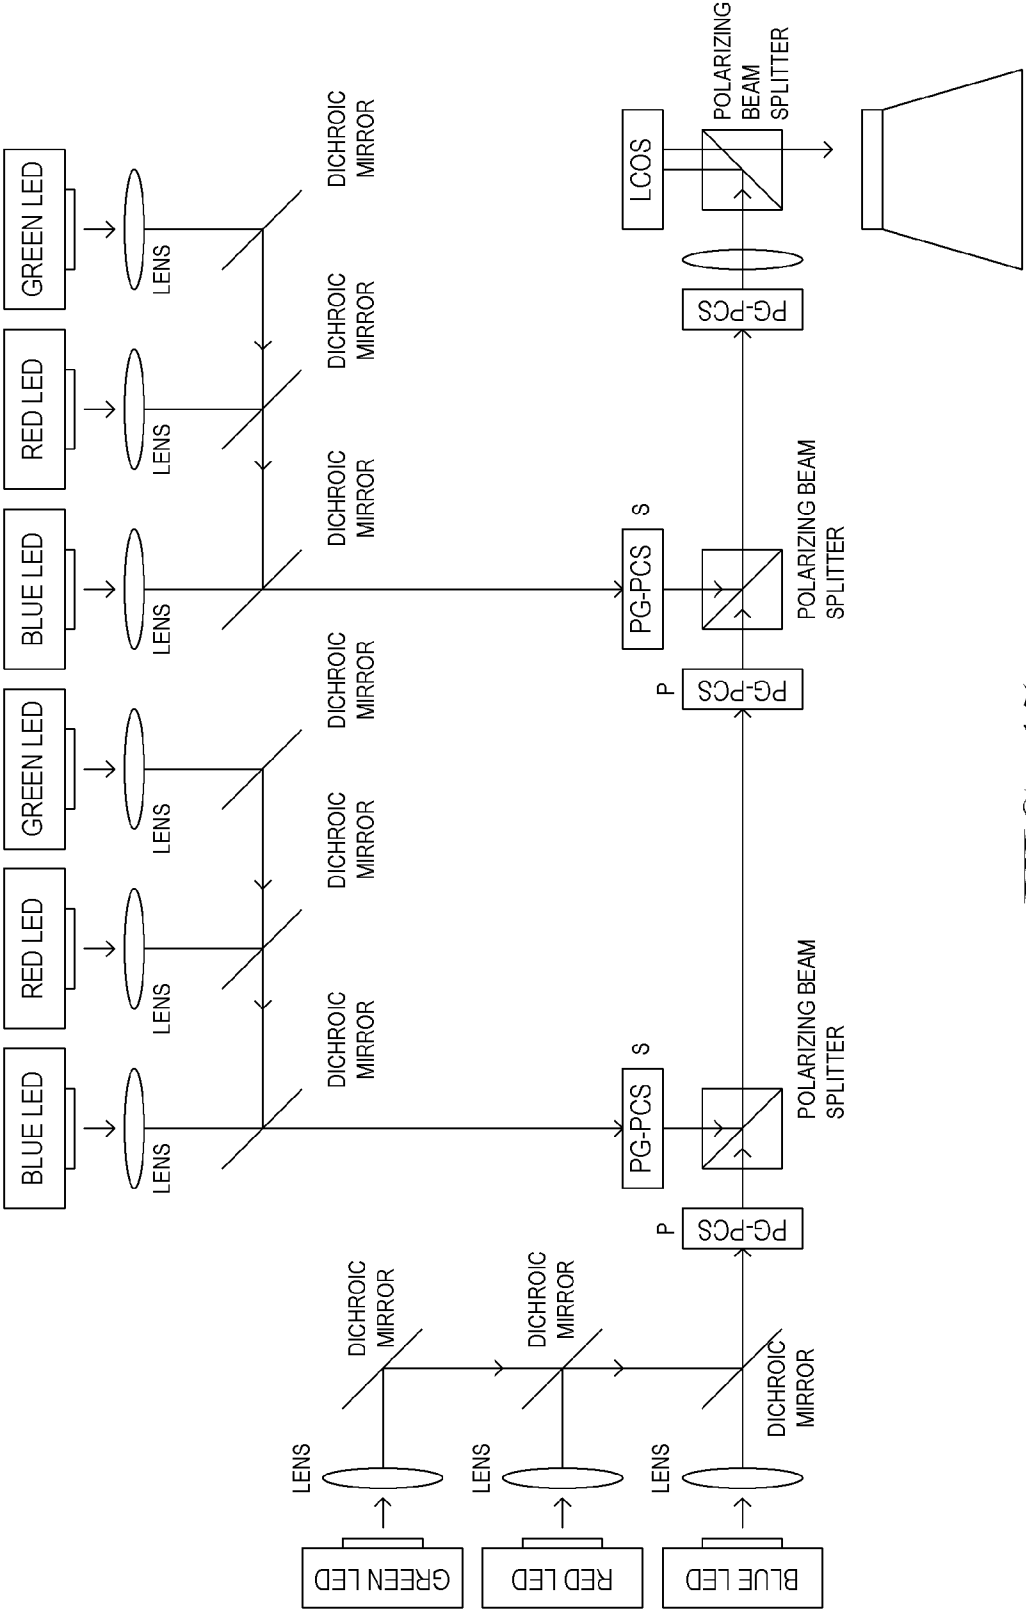 GREEN LED
RED LED
BLUE LED
GREEN LED
RED LED
BLUE LED
LENS
LENS
LENS
LENS
LENS
LENS
DICHROIC
MIRROR
DICHROIC
MIRROR
DICHROIC
MIRROR
DICHROIC
MIRROR
DICHROIC
MIRROR
DICHROIC
MIRROR
POLARIZING
BEAM
SPLITTER
LCOS
PG-PCS
S
PG-PCS
POLARIZING BEAM
SPLITTER
P
PG-PCS
S
PG-PCS
POLARIZING BEAM
SPLITTER
P
PG-PCS
DICHROIC
MIRROR
DICHROIC
MIRROR
DICHROIC
MIRROR
LENS
LENS
LENS
GREEN LED
RED LED
BLUE LED